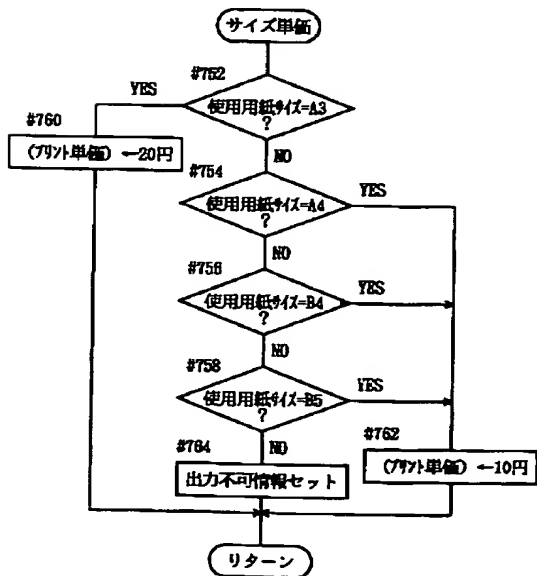 サイズ単価
#752
YES
使用用紙サイズ=A3
?
#760
(プリント単価) ←20円
NO
#754
YES
使用用紙サイズ=A4
?
NO
#756
YES
使用用紙サイズ=B4
?
NO
#758
YES
使用用紙サイズ=B5
?
#764
NO
#762
出力不可情報セット
(プリント単価) ←10円
リターン